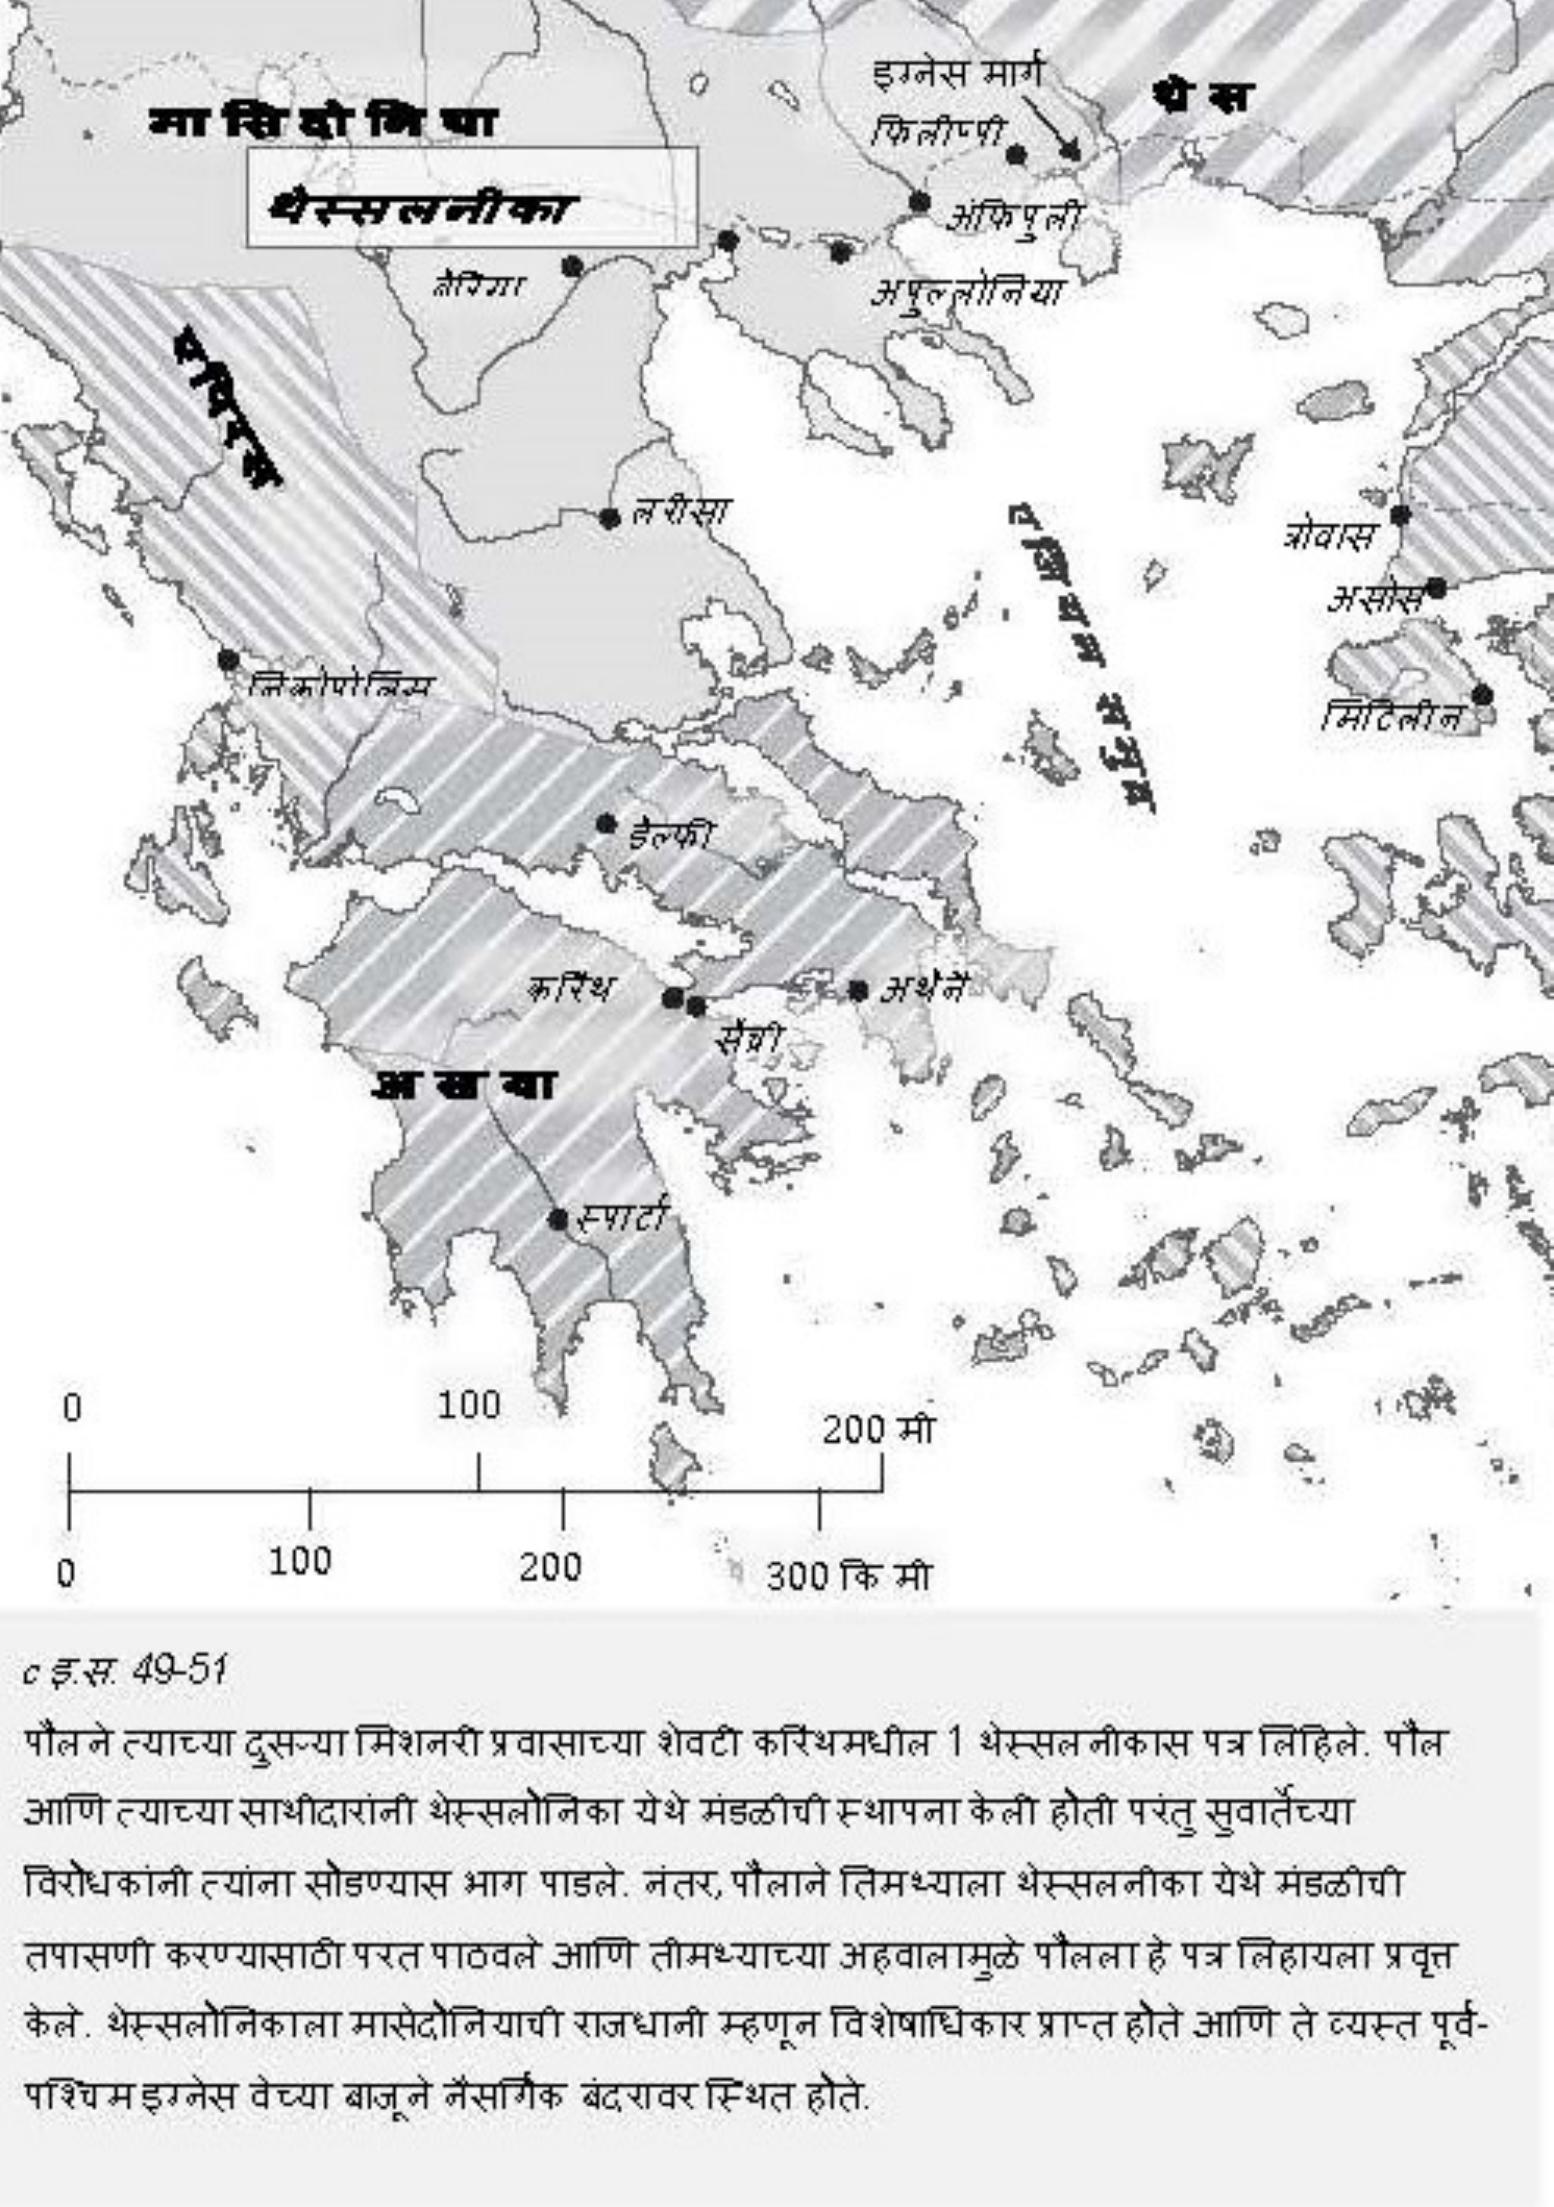 इग्नेस मार्ग
थ्रेस
मासिदोनिया
फिलीप्पी
थेस्सलनीका
अंफिपुली
बेरिया
अपुल्लोनिया
लरीसा
त्रोवास
असोस
निकोपोलिस
मिटिलीन
डेल्फी
करिंथ
अथेनै
अखया
स्पार्टा
0 100 200 मी
0 100 200 300 कि मी
c इ.स. 49-51
पौलने त्याच्या दुसऱ्या मिशनरी प्रवासाच्या शेवटी करिंथमधील 1 थेस्सलनीकास पत्र लिहिले. पौल
आणि त्याच्या साथीदारांनी थेस्सलोनिका येथे मंडळीची स्थापना केली होती परंतु सुवार्तेच्या
विरोधकांनी त्यांना सोडण्यास भाग पाडले. नंतर, पौलाने तिमथ्याला थेस्सलनीका येथे मंडळीची
तपासणी करण्यासाठी परत पाठवले आणि तीमथ्याच्या अहवालामुळे पौलला हे पत्र लिहायला प्रवृत्त
केले. थेस्सलोनिकाला मासेदोनियाची राजधानी म्हणून विशेषाधिकार प्राप्त होते आणि ते व्यस्त पूर्व-
पश्चिम इग्नेस वेच्या बाजूने नैसर्गिक बंदरावर स्थित होते.